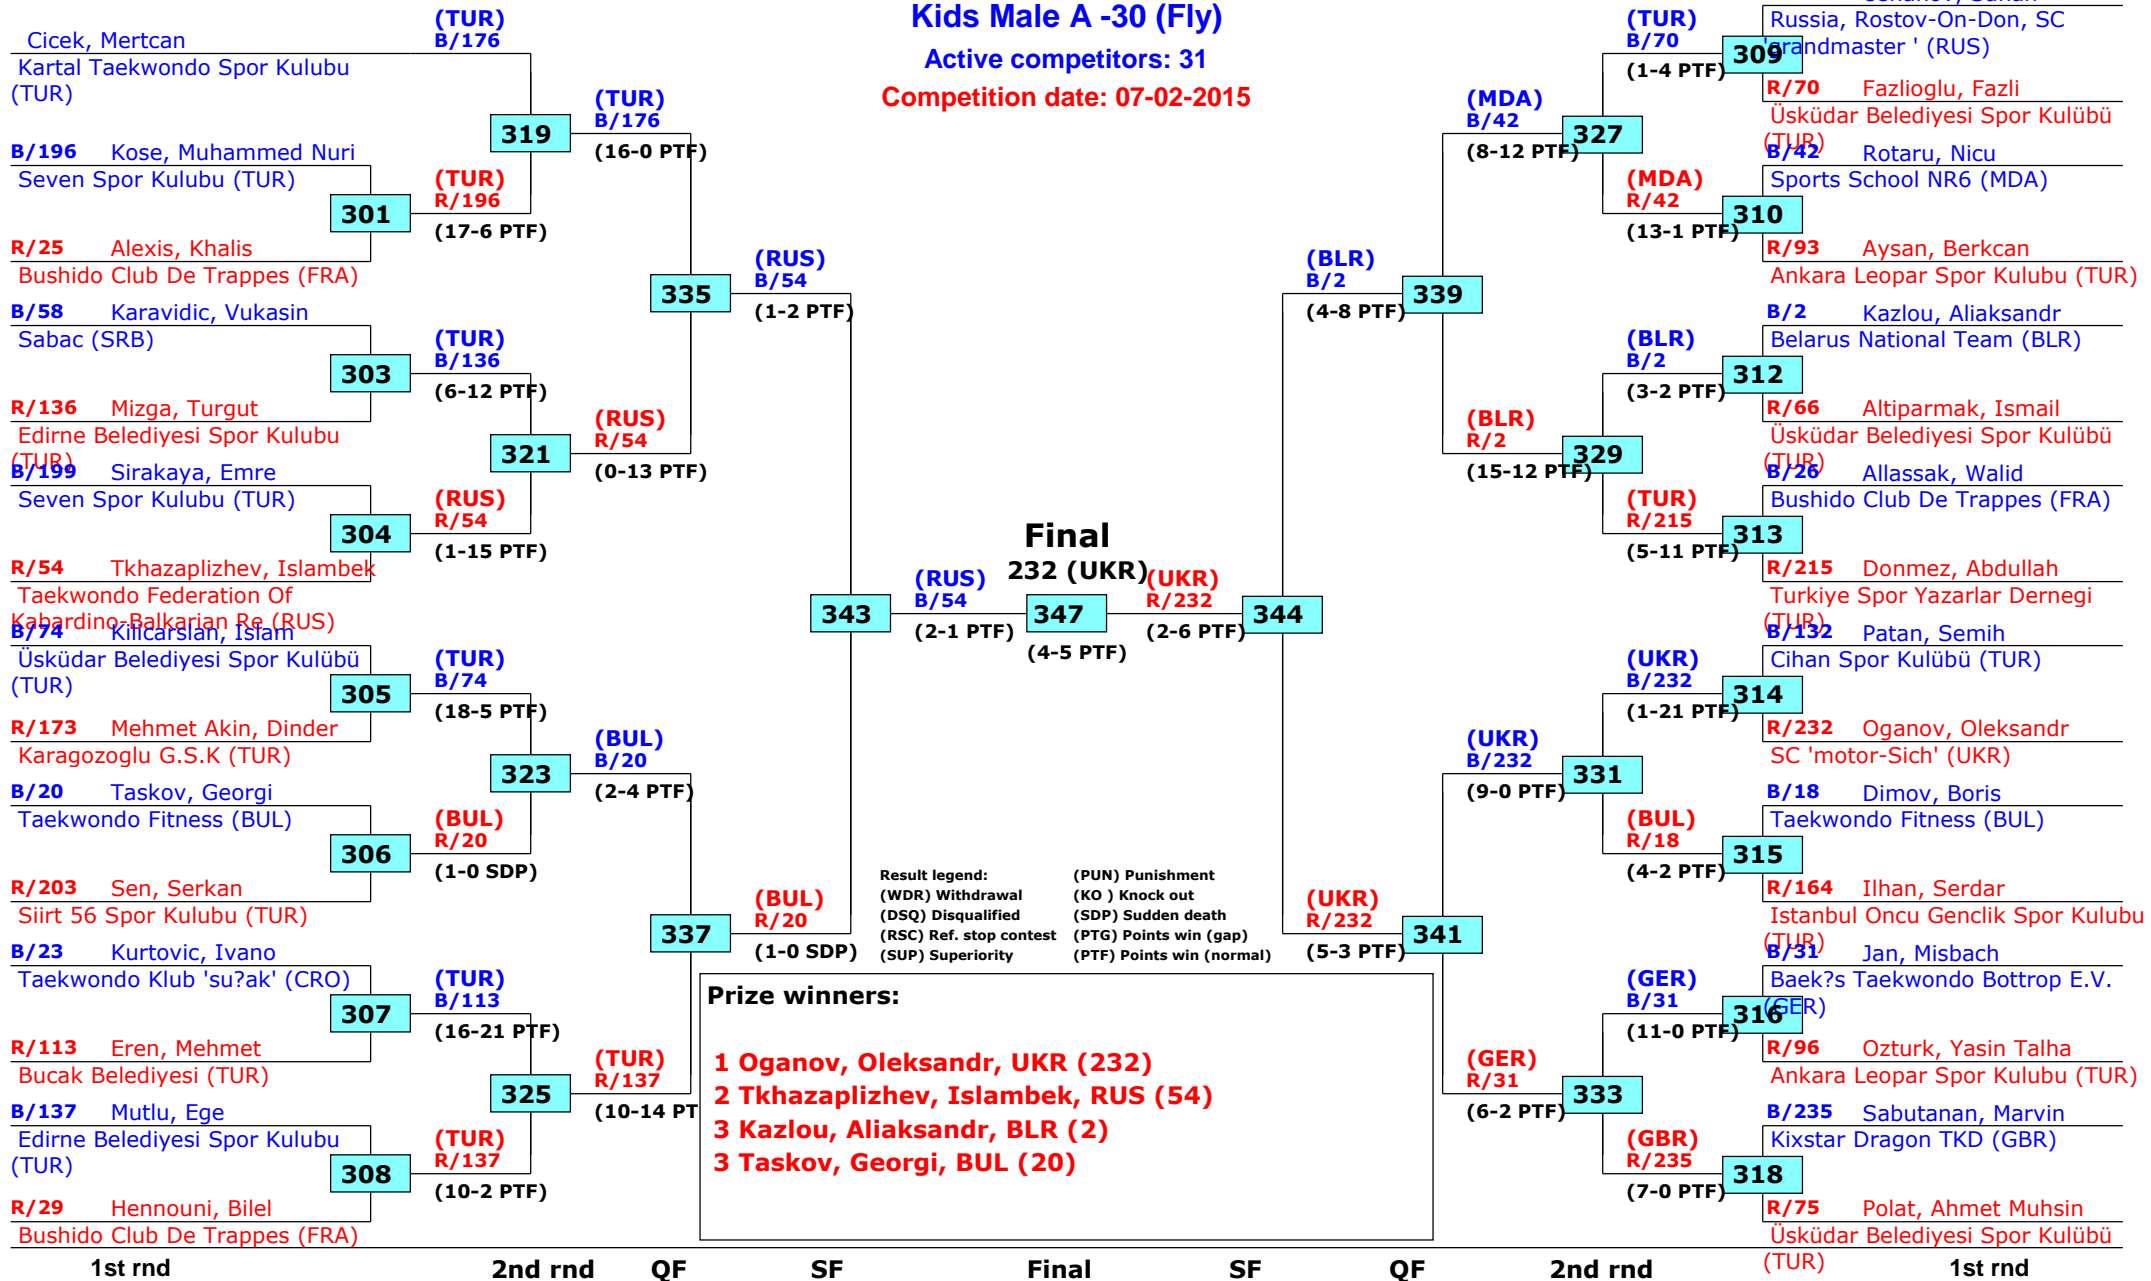 Kids Male A -30 (Fly)
Active competitors: 31
Competition date: 07-02-2015
Cicek, Mertcan
Kartal Taekwondo Spor Kulubu
(TUR)
B/196 Kose, Muhammed Nuri
Seven Spor Kulubu (TUR)
301
R/25 Alexis, Khalis
Bushido Club De Trappes (FRA)
B/58 Karavidic, Vukasin
Sabac (SRB)
303
R/136 Mizga, Turgut
Edirne Belediyesi Spor Kulubu
(TUR)
B/199 Sirakaya, Emre
Seven Spor Kulubu (TUR)
304
R/54 Tkhazaplizhev, Islambek
Taekwondo Federation Of
Kabardino-Balkarian Re (RUS)
B/74 Kilicarslan, Islam
Üsküdar Belediyesi Spor Kulübü
(TUR)
305
R/173 Mehmet Akin, Dinder
Karagozoglu G.S.K (TUR)
B/20 Taskov, Georgi
Taekwondo Fitness (BUL)
306
R/203 Sen, Serkan
Siirt 56 Spor Kulubu (TUR)
B/23 Kurtovic, Ivano
Taekwondo Klub 'su?ak' (CRO)
307
R/113 Eren, Mehmet
Bucak Belediyesi (TUR)
B/137 Mutlu, Ege
Edirne Belediyesi Spor Kulubu
(TUR)
308
R/29 Hennouni, Bilel
Bushido Club De Trappes (FRA)
(TUR)
B/176
319
(TUR)
R/196
(17-6 PTF)
(TUR)
B/136
(6-12 PTF)
321
(RUS)
R/54
(1-15 PTF)
(TUR)
B/74
(18-5 PTF)
323
(BUL)
R/20
(1-0 SDP)
(TUR)
B/113
(16-21 PTF)
325
(TUR)
R/137
(10-2 PTF)
(TUR)
B/176
(16-0 PTF)
335
(RUS)
R/54
(0-13 PTF)
(BUL)
B/20
(2-4 PTF)
337
(TUR)
R/137
(10-14 PT
(RUS)
B/54
(1-2 PTF)
343
(BUL)
R/20
(1-0 SDP)
(RUS)
B/54
(2-1 PTF)
Final
232 (UKR)
347
(4-5 PTF)
(UKR)
R/232
(2-6 PTF)
344
(BLR)
B/2
(4-8 PTF)
339
(UKR)
R/232
(5-3 PTF)
341
(MDA)
B/42
(8-12 PTF)
327
(BLR)
R/2
(15-12 PTF)
329
(UKR)
B/232
(9-0 PTF)
331
(GER)
R/31
(6-2 PTF)
333
(TUR)
B/70
(1-4 PTF)
(MDA)
R/42
(13-1 PTF)
(BLR)
B/2
(3-2 PTF)
(TUR)
R/215
(5-11 PTF)
(UKR)
B/232
(1-21 PTF)
(BUL)
R/18
(4-2 PTF)
(GER)
B/31
(11-0 PTF)
(GBR)
R/235
(7-0 PTF)
Russia, Rostov-On-Don, SC
'grandmaster ' (RUS)
309
R/70 Fazlioglu, Fazli
Üsküdar Belediyesi Spor Kulübü
(TUR)
B/42 Rotaru, Nicu
Sports School NR6 (MDA)
310
R/93 Aysan, Berkcan
Ankara Leopar Spor Kulubu (TUR)
B/2 Kazlou, Aliaksandr
Belarus National Team (BLR)
312
R/66 Altiparmak, Ismail
Üsküdar Belediyesi Spor Kulübü
(TUR)
B/26 Allassak, Walid
Bushido Club De Trappes (FRA)
313
R/215 Donmez, Abdullah
Turkiye Spor Yazarlar Dernegi
(TUR)
B/132 Patan, Semih
Cihan Spor Kulübü (TUR)
314
R/232 Oganov, Oleksandr
SC 'motor-Sich' (UKR)
B/18 Dimov, Boris
Taekwondo Fitness (BUL)
315
R/164 Ilhan, Serdar
Istanbul Oncu Genclik Spor Kulubu
(TUR)
B/31 Jan, Misbach
Baek?s Taekwondo Bottrop E.V.
(GER)
316
R/96 Ozturk, Yasin Talha
Ankara Leopar Spor Kulubu (TUR)
B/235 Sabutanan, Marvin
Kixstar Dragon TKD (GBR)
318
R/75 Polat, Ahmet Muhsin
Üsküdar Belediyesi Spor Kulübü
(TUR)
Result legend: (PUN) Punishment
(WDR) Withdrawal (KO ) Knock out
(DSQ) Disqualified (SDP) Sudden death
(RSC) Ref. stop contest (PTG) Points win (gap)
(SUP) Superiority (PTF) Points win (normal)
Prize winners:
1 Oganov, Oleksandr, UKR (232)
2 Tkhazaplizhev, Islambek, RUS (54)
3 Kazlou, Aliaksandr, BLR (2)
3 Taskov, Georgi, BUL (20)
1st rnd 2nd rnd QF SF Final SF QF 2nd rnd 1st rnd